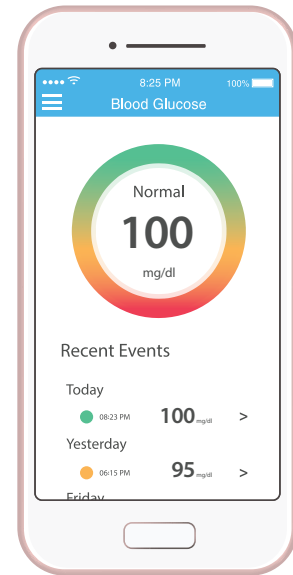 8:25 PM 100%
Blood Glucose
Normal
100
mg/dl
Recent Events
Today
08:23 PM 100 mg/dl >
Yesterday
06:15 PM 95 mg/dl >
Friday